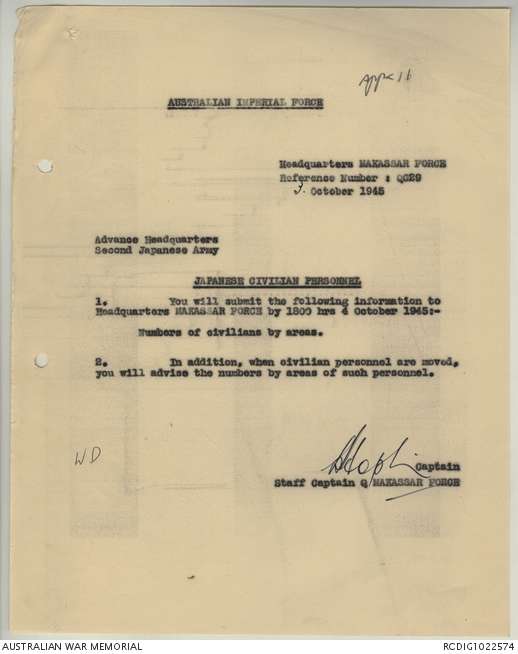 Appx 16
AUSTRALIAN IMPERIAL FORCE
Headquarters MAKASSAR FORCE
Reference Number : QG29
3 October 1945
Advance Headquarters
Second Japanese Army
JAPANESE CIVILIAN PERSONNEL
1. You will submit the following information to
Headquarters MAKASSAR FORCE by 1800 hrs 4 October 1945:-
Numbers of civilians by areas.
2. In addition, when civilian personnel are moved,
you will advise the numbers by areas of such personnel.
WD
Captain
Staff Captain Q MAKASSAR FORCE
AUSTRALIAN WAR MEMORIAL
RCDIG1022574